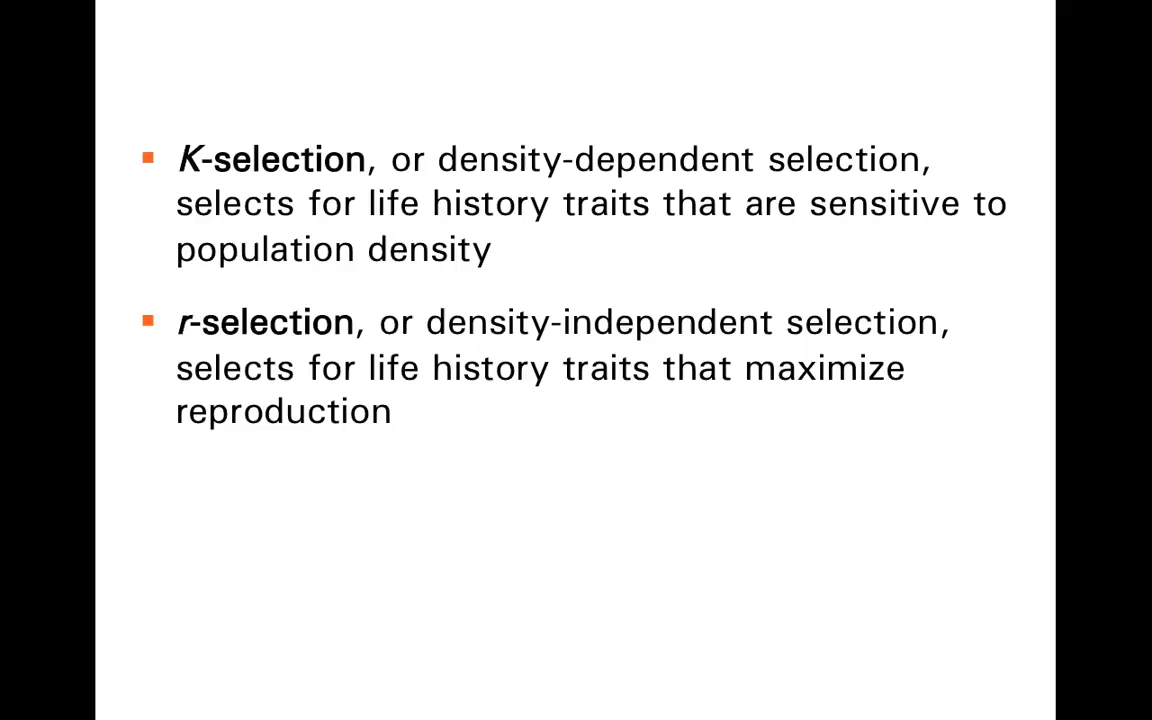 K-selection, or density-dependent selection,
selects for life history traits that are sensitive to
population density
r-selection, or density-independent selection,
selects for life history traits that maximize
reproduction